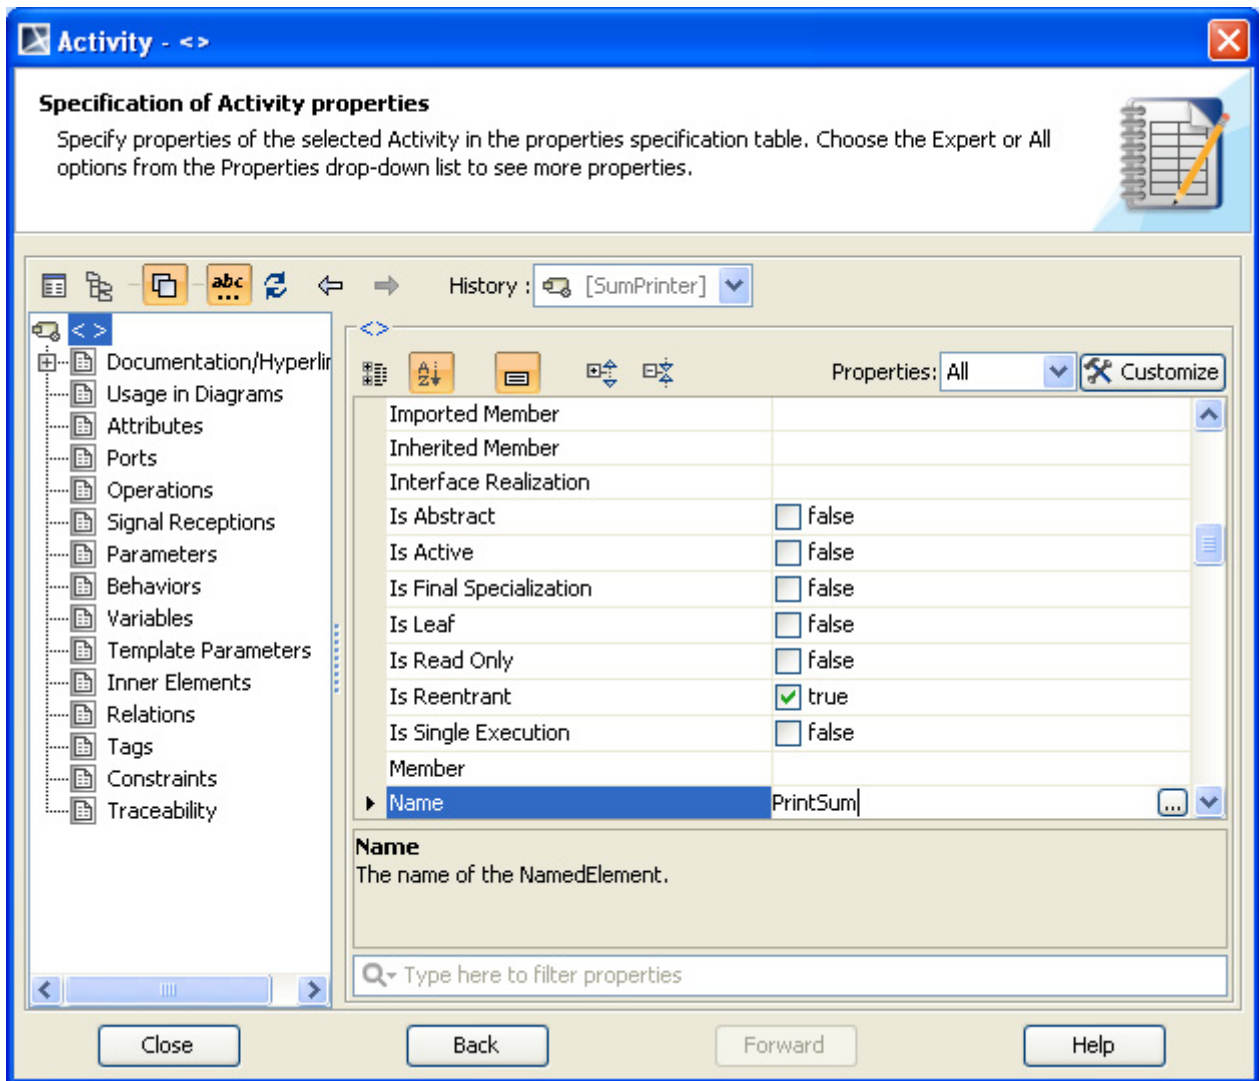 Activity - <>
Specification of Activity properties
Specify properties of the selected Activity in the properties specification table. Choose the Expert or All
options from the Properties drop-down list to see more properties.
abc
...
History : [SumPrinter]
< >
Documentation/Hyperlin
Usage in Diagrams
Attributes
Ports
Operations
Signal Receptions
Parameters
Behaviors
Variables
Template Parameters
Inner Elements
Relations
Tags
Constraints
Traceability
<>
A
Z
Properties: All
Customize
Imported Member
Inherited Member
Interface Realization
Is Abstract false
Is Active false
Is Final Specialization false
Is Leaf false
Is Read Only false
Is Reentrant true
Is Single Execution false
Member
Name PrintSum ...
Name
The name of the NamedElement.
Type here to filter properties
Close Back Forward Help